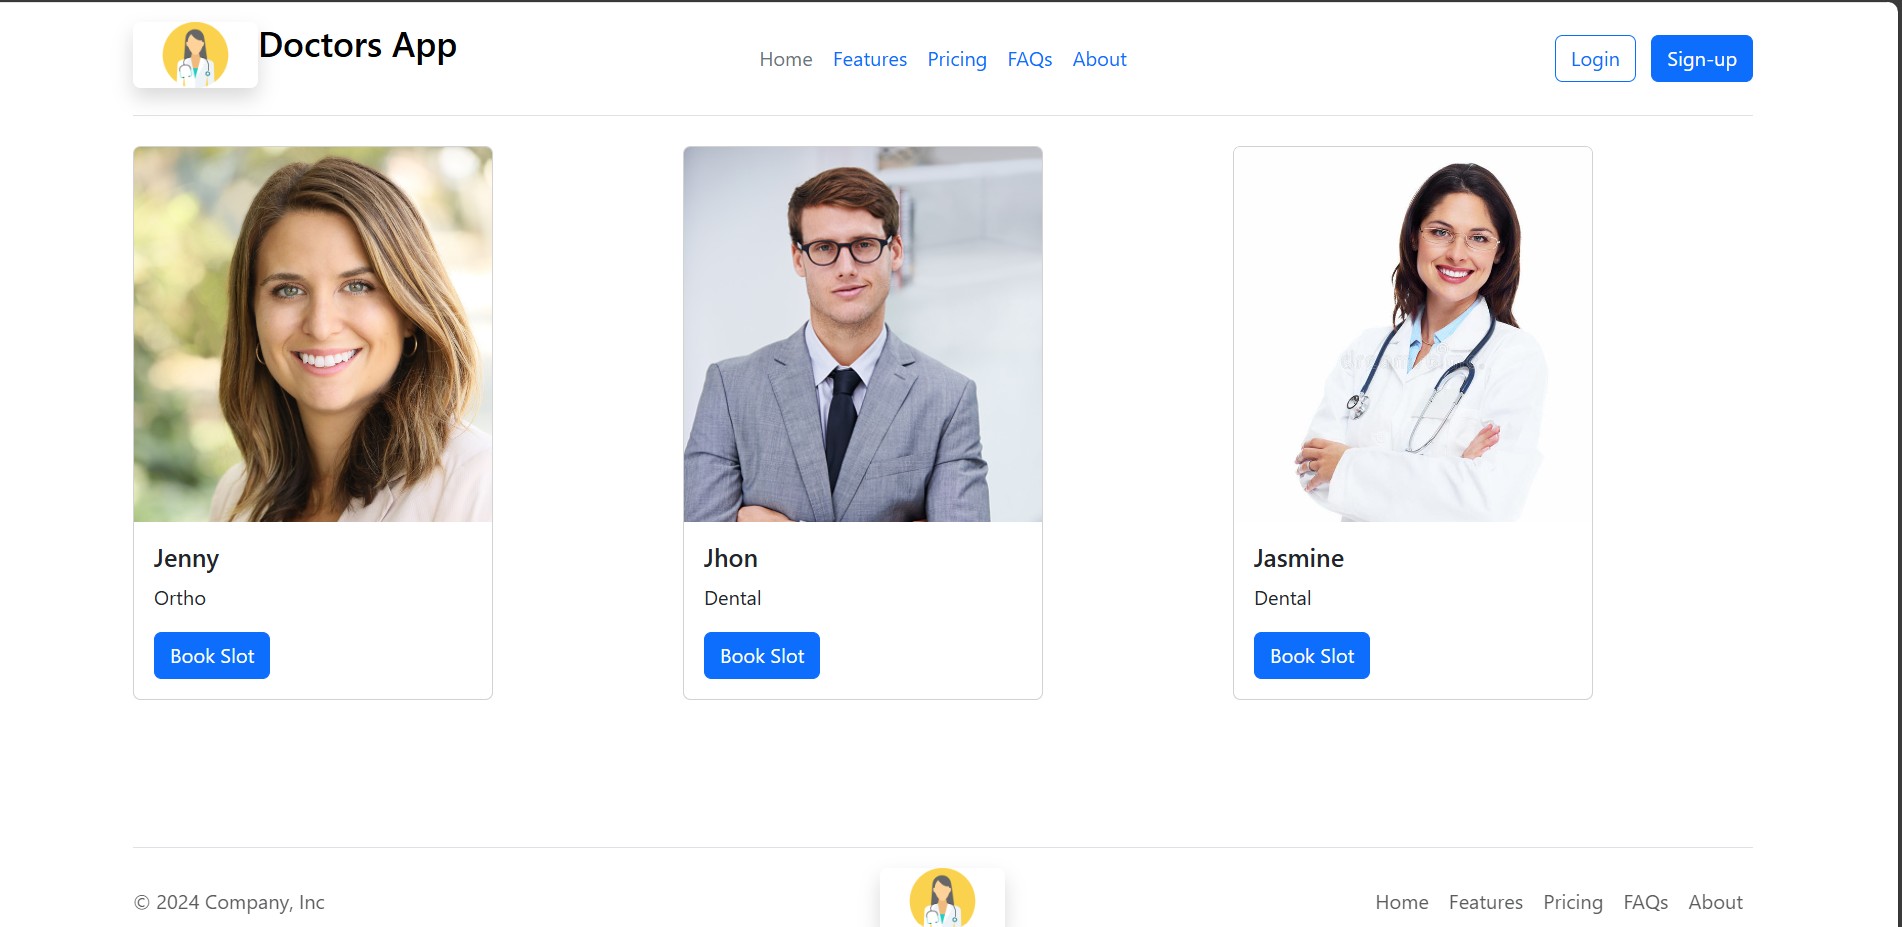 Doctors App
Home Features Pricing FAQs About
Login Sign-up
Jenny
Ortho
Book Slot
Jhon
Dental
Book Slot
Jasmine
Dental
Book Slot
© 2024 Company, Inc
Home Features Pricing FAQs About